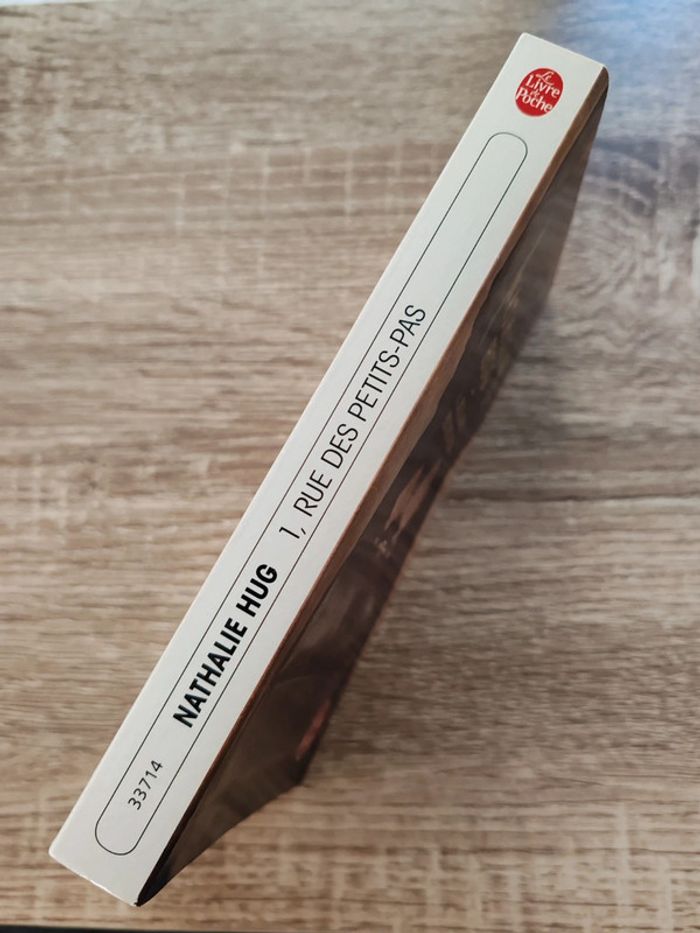 Le
Livre
de
Poche
33714 NATHALIE HUG 1, RUE DES PETITS-PAS